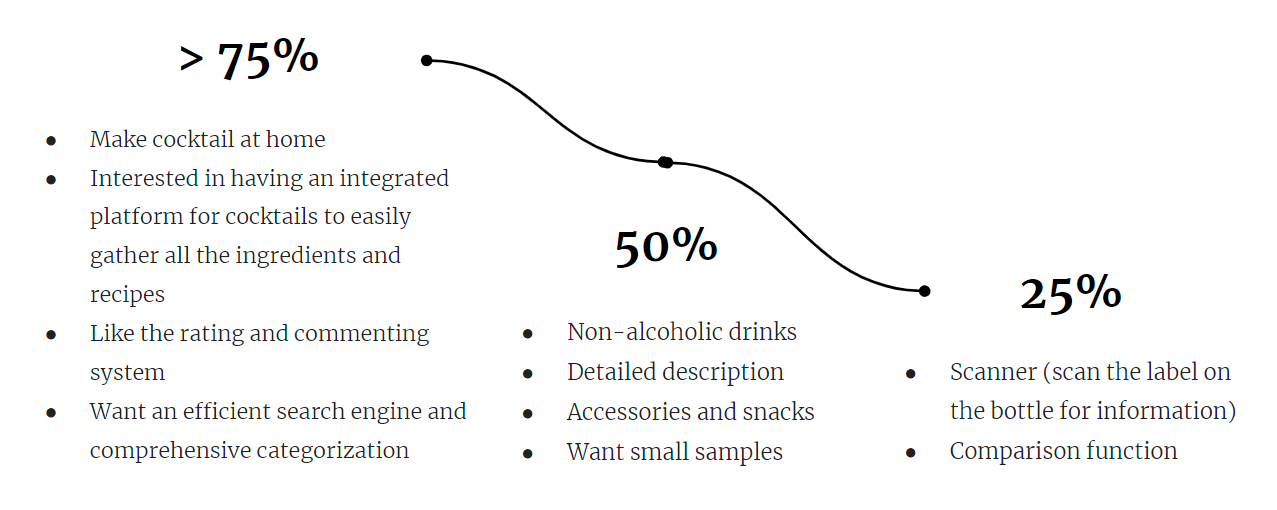 > 75%
● Make cocktail at home
● Interested in having an integrated
platform for cocktails to easily
gather all the ingredients and
recipes
● Like the rating and commenting
system
● Want an efficient search engine and
comprehensive categorization
50%
● Non-alcoholic drinks
● Detailed description
● Accessories and snacks
● Want small samples
25%
● Scanner (scan the label on
the bottle for information)
● Comparison function